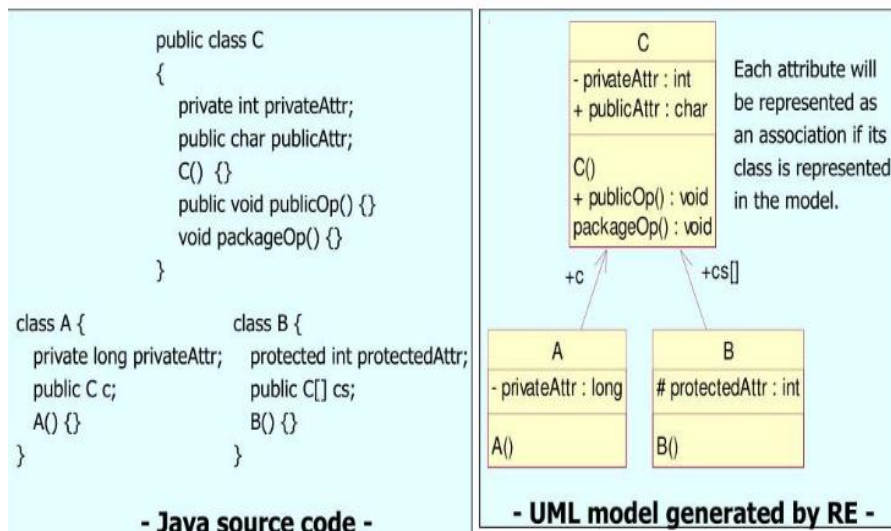 public class C
{
private int privateAttr;
public char publicAttr;
C() {}
public void publicOp() {}
void packageOp() {}
}
class A {
private long privateAttr;
public C c;
A() {}
}
class B {
protected int protectedAttr;
public C[] cs;
B() {}
}
- Java source code -
C
- privateAttr : int
+ publicAttr : char
C()
+ publicOp() : void
packageOp() : void
Each attribute will
be represented as
an association if its
class is represented
in the model.
+c
+cs[]
A
- privateAttr : long
A()
B
# protectedAttr : int
B()
- UML model generated by RE -